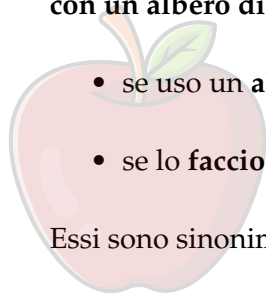 con un albero di
• se uso un a
• se lo faccio
Essi sono sinonim